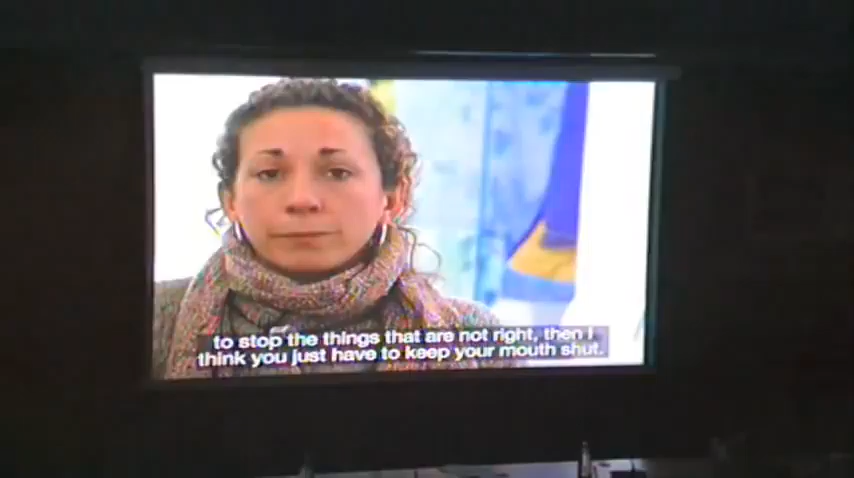 to stop the things that are not right, then I
think you just have to keep your mouth shut.